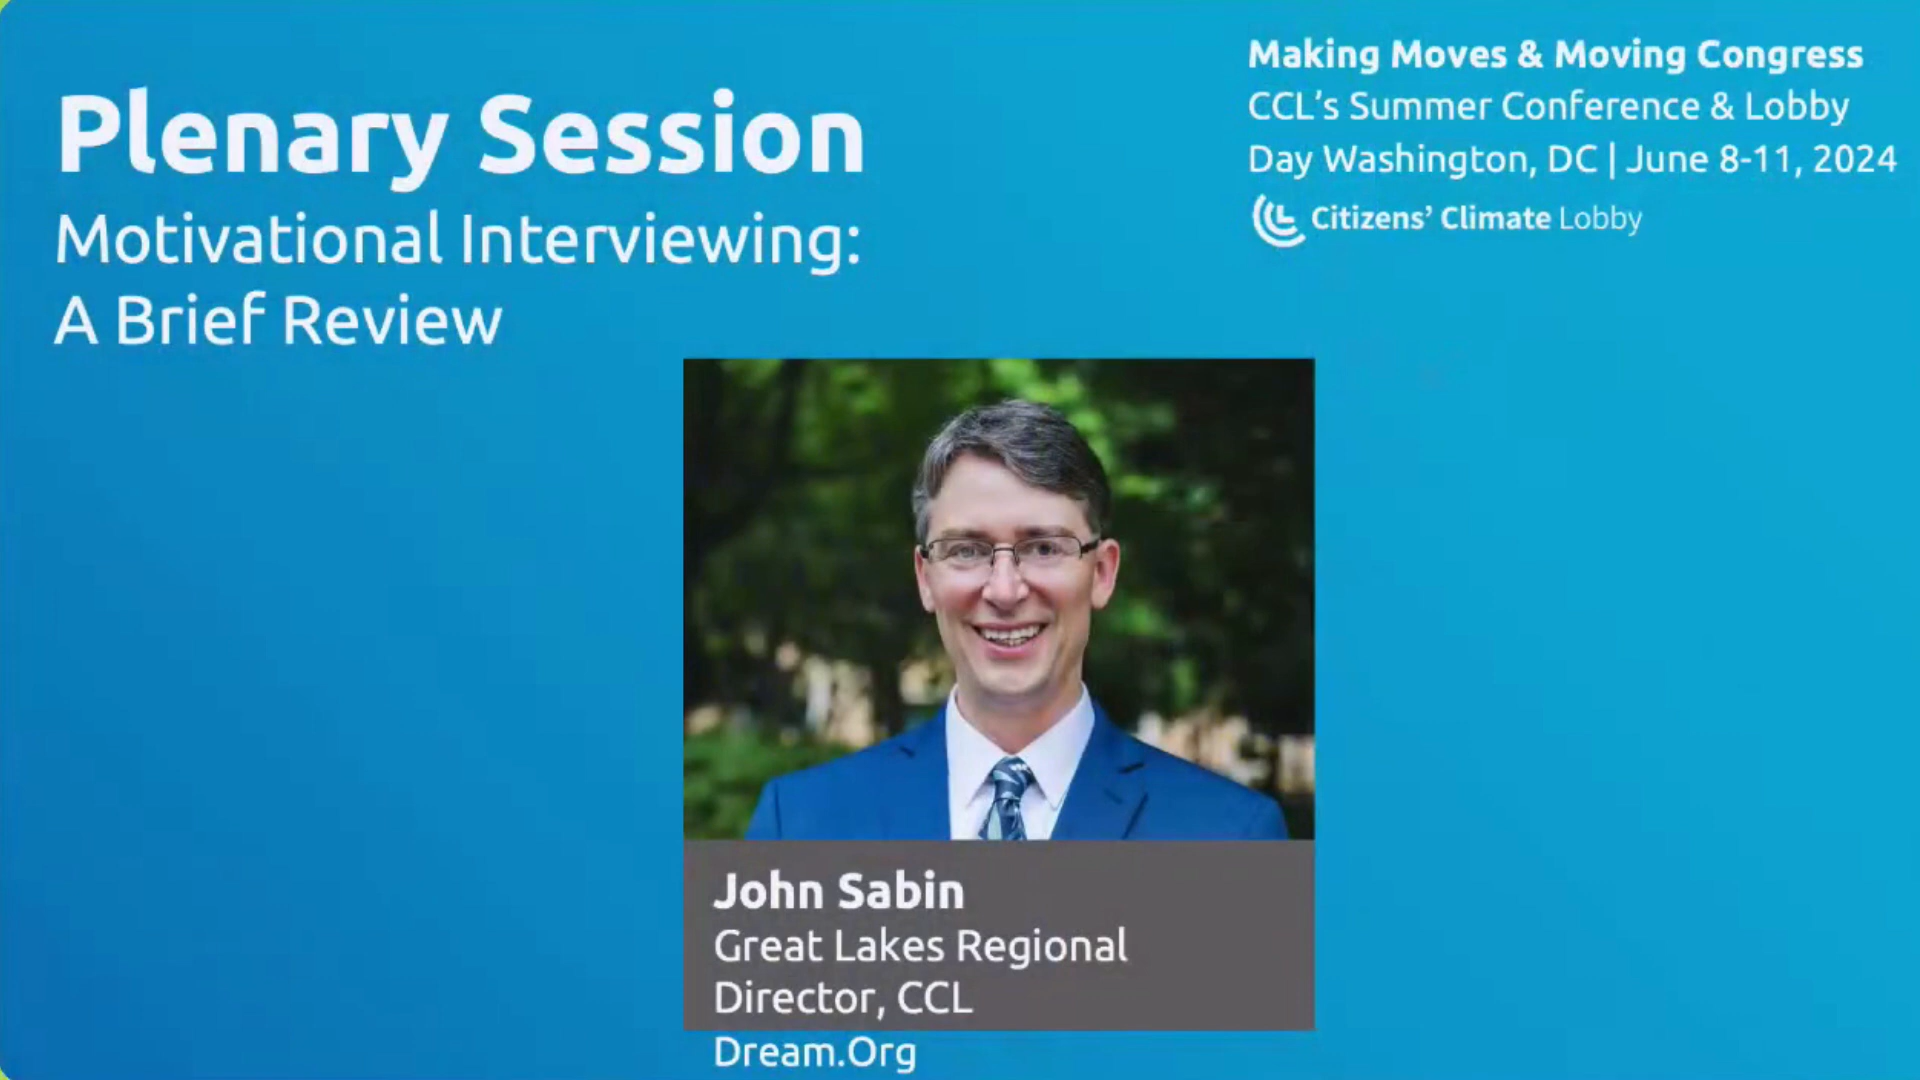 Plenary Session
Motivational Interviewing:
A Brief Review
Making Moves & Moving Congress
CCL's Summer Conference & Lobby
Day Washington, DC | June 8-11, 2024
Citizens' Climate Lobby
John Sabin
Great Lakes Regional
Director, CCL
Dream.Org